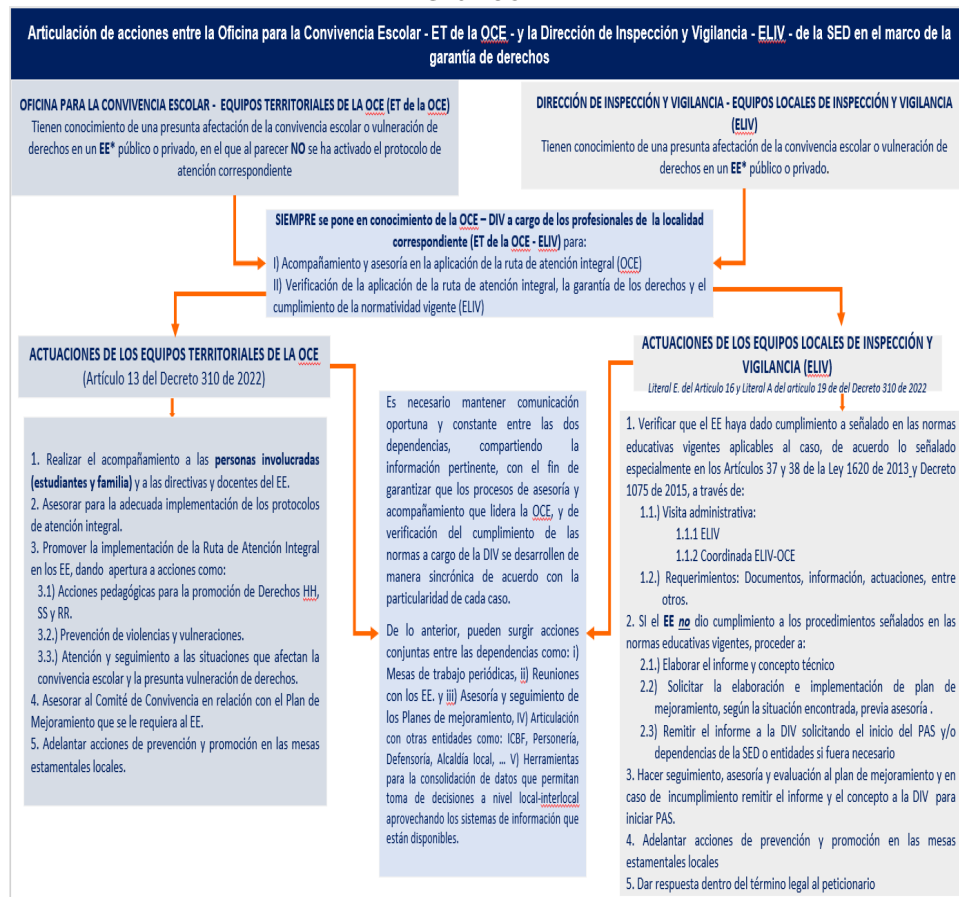 Articulación de acciones entre la Oficina para la Convivencia Escolar - ET de la OCE - y la Dirección de Inspección y Vigilancia - ELIV - de la SED en el marco de la
garantía de derechos
OFICINA PARA LA CONVIVENCIA ESCOLAR - EQUIPOS TERRITORIALES DE LA OCE (ET de la OCE)
Tienen conocimiento de una presunta afectación de la convivencia escolar o vulneración de
derechos en un EE* público o privado, en el que al parecer NO se ha activado el protocolo de
atención correspondiente
DIRECCIÓN DE INSPECCIÓN Y VIGILANCIA - EQUIPOS LOCALES DE INSPECCIÓN Y VIGILANCIA
(ELIV)
Tienen conocimiento de una presunta afectación de la convivencia escolar o vulneración de
derechos en un EE* público o privado.
SIEMPRE se pone en conocimiento de la OCE – DIV a cargo de los profesionales de la localidad
correspondiente (ET de la OCE - ELIV) para:
I) Acompañamiento y asesoría en la aplicación de la ruta de atención integral (OCE)
II) Verificación de la aplicación de la ruta de atención integral, la garantía de los derechos y el
cumplimiento de la normatividad vigente (ELIV)
ACTUACIONES DE LOS EQUIPOS TERRITORIALES DE LA OCE
(Artículo 13 del Decreto 310 de 2022)
1. Realizar el acompañamiento a las personas involucradas
(estudiantes y familia) y a las directivas y docentes del EE.
2. Asesorar para la adecuada implementación de los protocolos
de atención integral.
3. Promover la implementación de la Ruta de Atención Integral
en los EE, dando apertura a acciones como:
3.1) Acciones pedagógicas para la promoción de Derechos HH,
SS y RR.
3.2.) Prevención de violencias y vulneraciones.
3.3.) Atención y seguimiento a las situaciones que afectan la
convivencia escolar y la presunta vulneración de derechos.
4. Asesorar al Comité de Convivencia en relación con el Plan de
Mejoramiento que se le requiera al EE.
5. Adelantar acciones de prevención y promoción en las mesas
estamentales locales.
Es necesario mantener comunicación
oportuna y constante entre las dos
dependencias, compartiendo la
información pertinente, con el fin de
garantizar que los procesos de asesoría y
acompañamiento que lidera la OCE, y de
verificación del cumplimiento de las
normas a cargo de la DIV se desarrollen de
manera sincrónica de acuerdo con la
particularidad de cada caso.
De lo anterior, pueden surgir acciones
conjuntas entre las dependencias como: i)
Mesas de trabajo periódicas, ii) Reuniones
con los EE. y iii) Asesoría y seguimiento de
los Planes de mejoramiento, IV) Articulación
con otras entidades como: ICBF, Personería,
Defensoría, Alcaldía local, ... V) Herramientas
para la consolidación de datos que permitan
toma de decisiones a nivel local-interlocal
aprovechando los sistemas de información que
están disponibles.
ACTUACIONES DE LOS EQUIPOS LOCALES DE INSPECCIÓN Y
VIGILANCIA (ELIV)
Literal E. del Articulo 16 y Literal A del articulo 19 de del Decreto 310 de 2022
1. Verificar que el EE haya dado cumplimiento a señalado en las normas
educativas vigentes aplicables al caso, de acuerdo lo señalado
especialmente en los Artículos 37 y 38 de la Ley 1620 de 2013 y Decreto
1075 de 2015, a través de:
1.1.) Visita administrativa:
1.1.1 ELIV
1.1.2 Coordinada ELIV-OCE
1.2.) Requerimientos: Documentos, información, actuaciones, entre
otros.
2. SI el EE no dio cumplimiento a los procedimientos señalados en las
normas educativas vigentes, proceder a:
2.1.) Elaborar el informe y concepto técnico
2.2) Solicitar la elaboración e implementación de plan de
mejoramiento, según la situación encontrada, previa asesoría .
2.3) Remitir el informe a la DIV solicitando el inicio del PAS y/o
dependencias de la SED o entidades si fuera necesario
3. Hacer seguimiento, asesoría y evaluación al plan de mejoramiento y en
caso de incumplimiento remitir el informe y el concepto a la DIV para
iniciar PAS.
4. Adelantar acciones de prevención y promoción en las mesas
estamentales locales
5. Dar respuesta dentro del término legal al peticionario